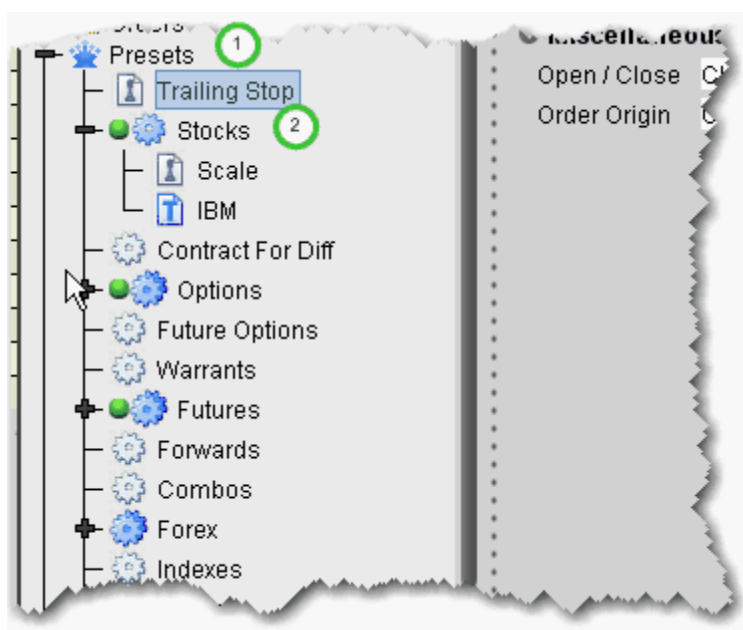 Presets 1
Trailing Stop
Stocks 2
Scale
IBM
Contract For Diff
Options
Future Options
Warrants
Futures
Forwards
Combos
Forex
Indexes
Open / Close
Order Origin